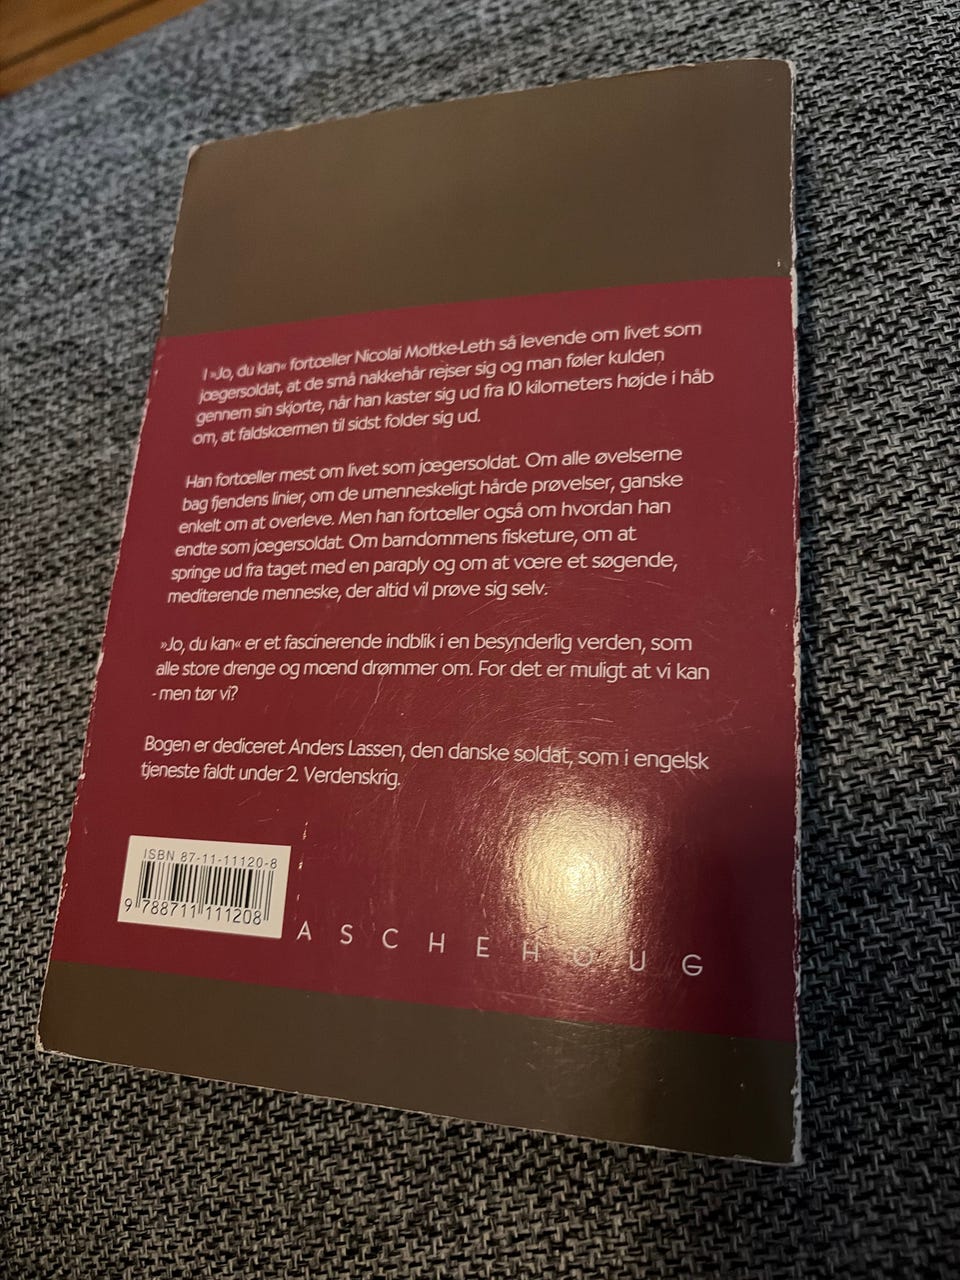 I »Jo, du kan« fortæller Nicolai Moltke-Leth så levende om livet som
jægersoldat, at de små nakkehår rejser sig og man føler kulden
gennem sin skjorte, når han kaster sig ud fra 10 kilometers højde i håb
om, at faldskærmen til sidst folder sig ud.
Han fortæller mest om livet som jægersoldat. Om alle øvelserne
bag fjendens linier, om de umenneskeligt hårde prøvelser, ganske
enkelt om at overleve. Men han fortæller også om hvordan han
endte som jægersoldat. Om barndommens fisketure, om at
springe ud fra taget med en paraply og om at være et søgende,
mediterende menneske, der altid vil prøve sig selv.
»Jo, du kan« er et fascinerende indblik i en besynderlig verden, som
alle store drenge og mænd drømmer om. For det er muligt at vi kan
- men tør vi?
Bogen er dediceret Anders Lassen, den danske soldat, som i engelsk
tjeneste faldt under 2. Verdenskrig.
ISBN 87-11-11120-8
9 788711 111208
ASCHEHOUG